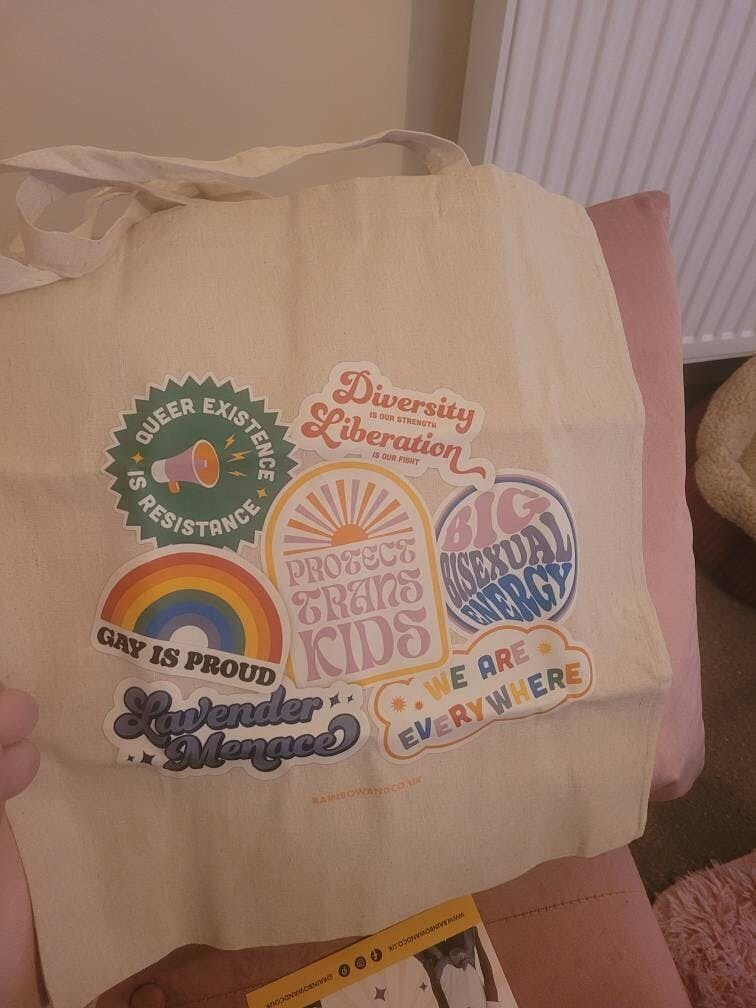 QUEER EXISTENCE
IS RESISTANCE
Diversity
IS OUR STRENGTH
Liberation
IS OUR FIGHT
PROTECT
TRANS
KIDS
BIG
BISEXUAL
ENERGY
GAY IS PROUD
WE ARE
EVERYWHERE
Lavender
Menace
RAINBOWANDCO.UK
WWW.RAINBOWANDCO.UK
@RAINBOWANDCOUK